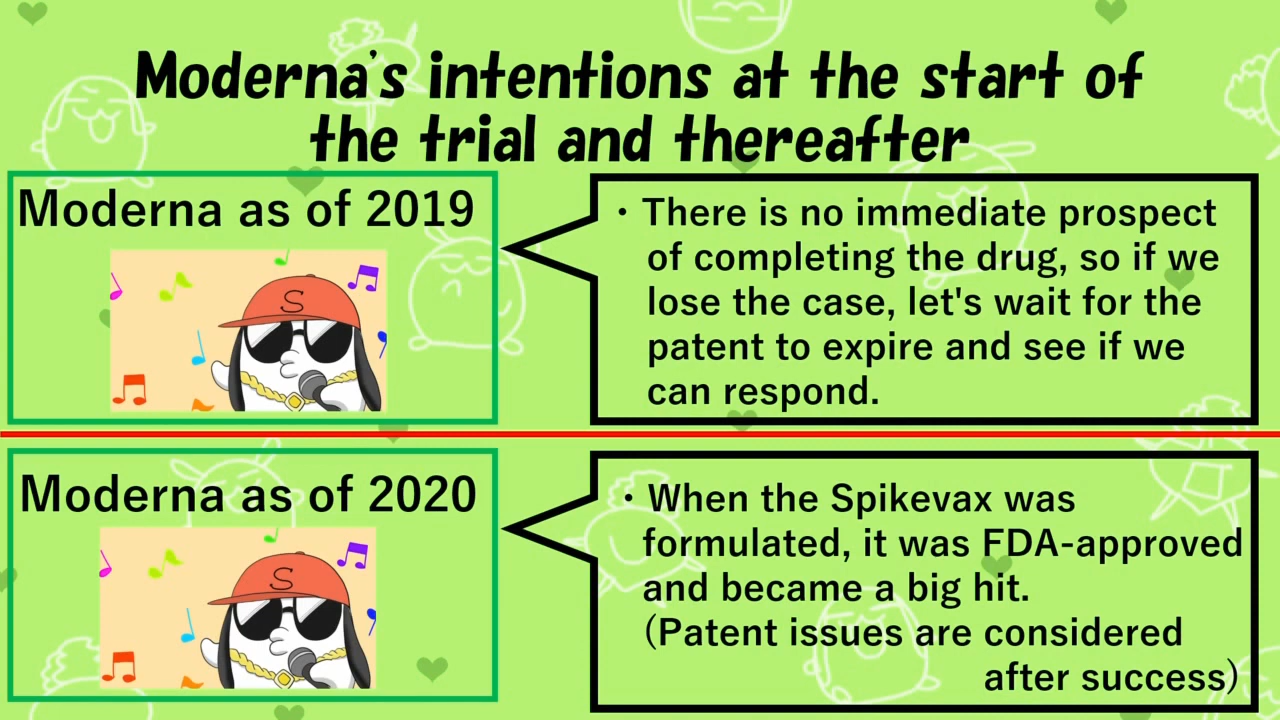 Moderna's intentions at the start of
the trial and thereafter
Moderna as of 2019
S
・There is no immediate prospect
of completing the drug, so if we
lose the case, let's wait for the
patent to expire and see if we
can respond.
Moderna as of 2020
S
・When the Spikevax was
formulated, it was FDA-approved
and became a big hit.
(Patent issues are considered
after success)